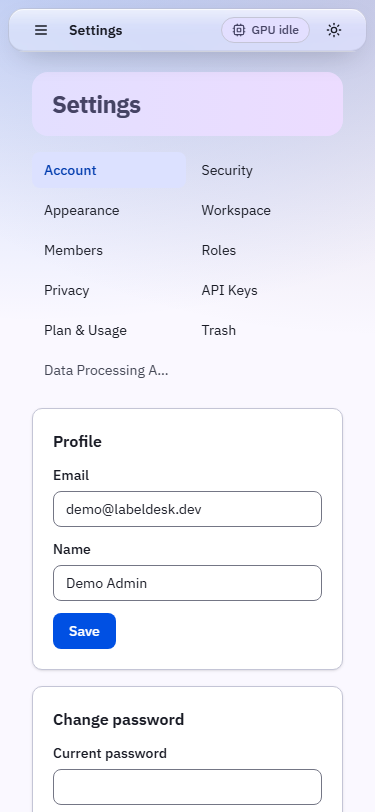 Settings
GPU idle
Settings
Account
Security
Appearance
Workspace
Members
Roles
Privacy
API Keys
Plan & Usage
Trash
Data Processing A...
Profile
Email
demo@labeldesk.dev
Name
Demo Admin
Save
Change password
Current password